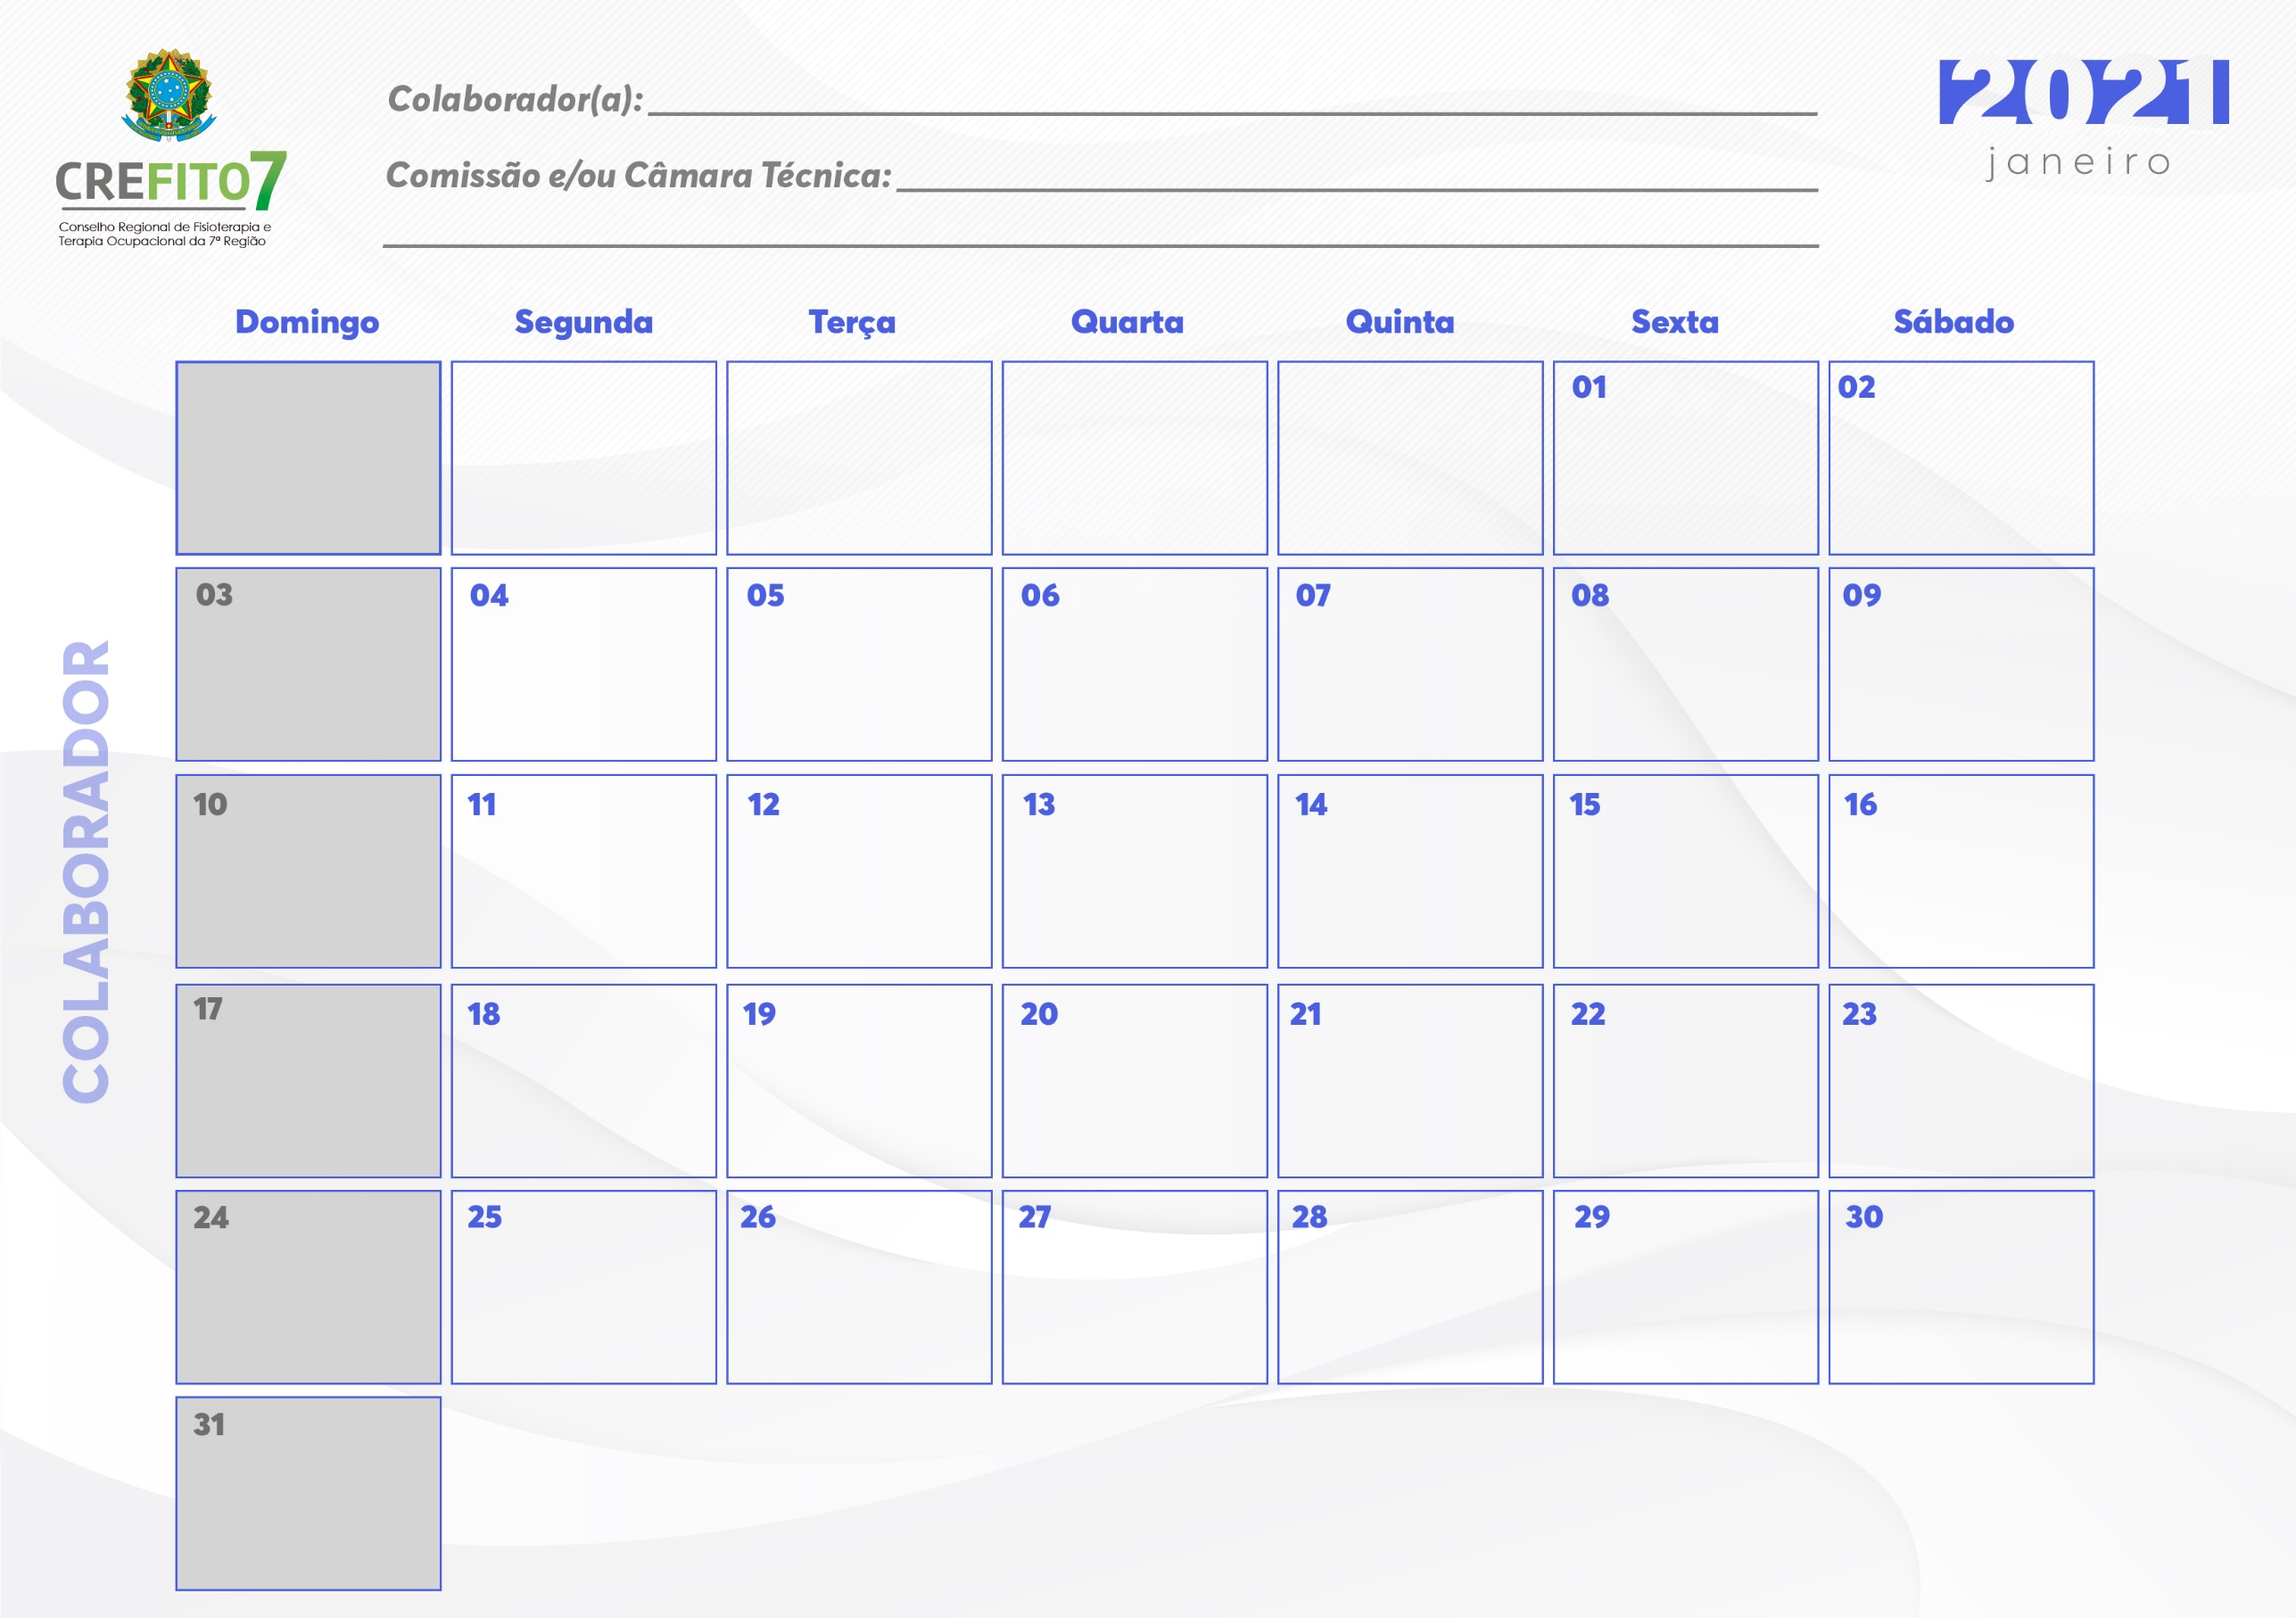 CREFITO7
Conselho Regional de Fisioterapia e
Terapia Ocupacional da 7ª Região
Colaborador(a):
Comissão e/ou Câmara Técnica:
2021
janeiro
Domingo Segunda Terça Quarta Quinta Sexta Sábado
01 02
03 04 05 06 07 08 09
10 11 12 13 14 15 16
17 18 19 20 21 22 23
24 25 26 27 28 29 30
31
COLABORADOR